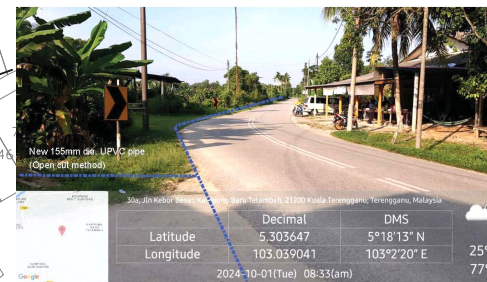 New 155mm dia. UPVC pipe
(Open cut method)
30a, Jln Kebor Besar, Kampung Baru Telambeh, 21200 Kuala Terengganu, Terengganu, Malaysia
Decimal DMS
Latitude 5.303647 5°18'13" N
Longitude 103.039041 103°2'20" E
2024-10-01(Tue) 08:33(am)
25°
77°
Google